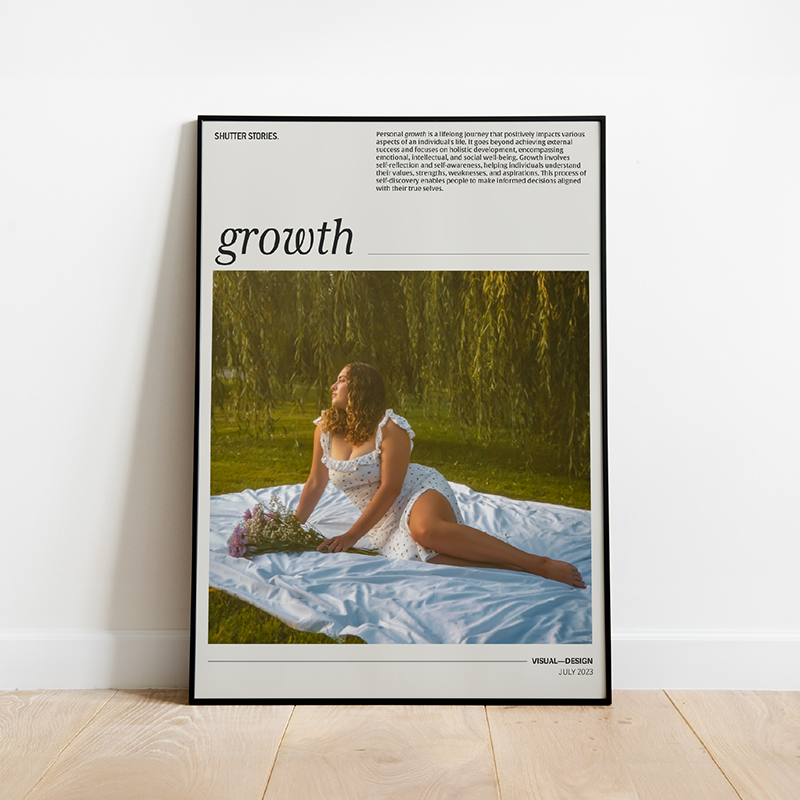 SHUTTER STORIES.
Personal growth is a lifelong journey that positively impacts various
aspects of an individual's life. It goes beyond achieving external
success and focuses on holistic development, encompassing
emotional, intellectual, and social well-being. Growth involves
self-reflection and self-awareness, helping individuals understand
their values, strengths, weaknesses, and aspirations. This process of
self-discovery enables people to make informed decisions aligned
with their true selves.
growth
VISUAL—DESIGN
JULY 2023